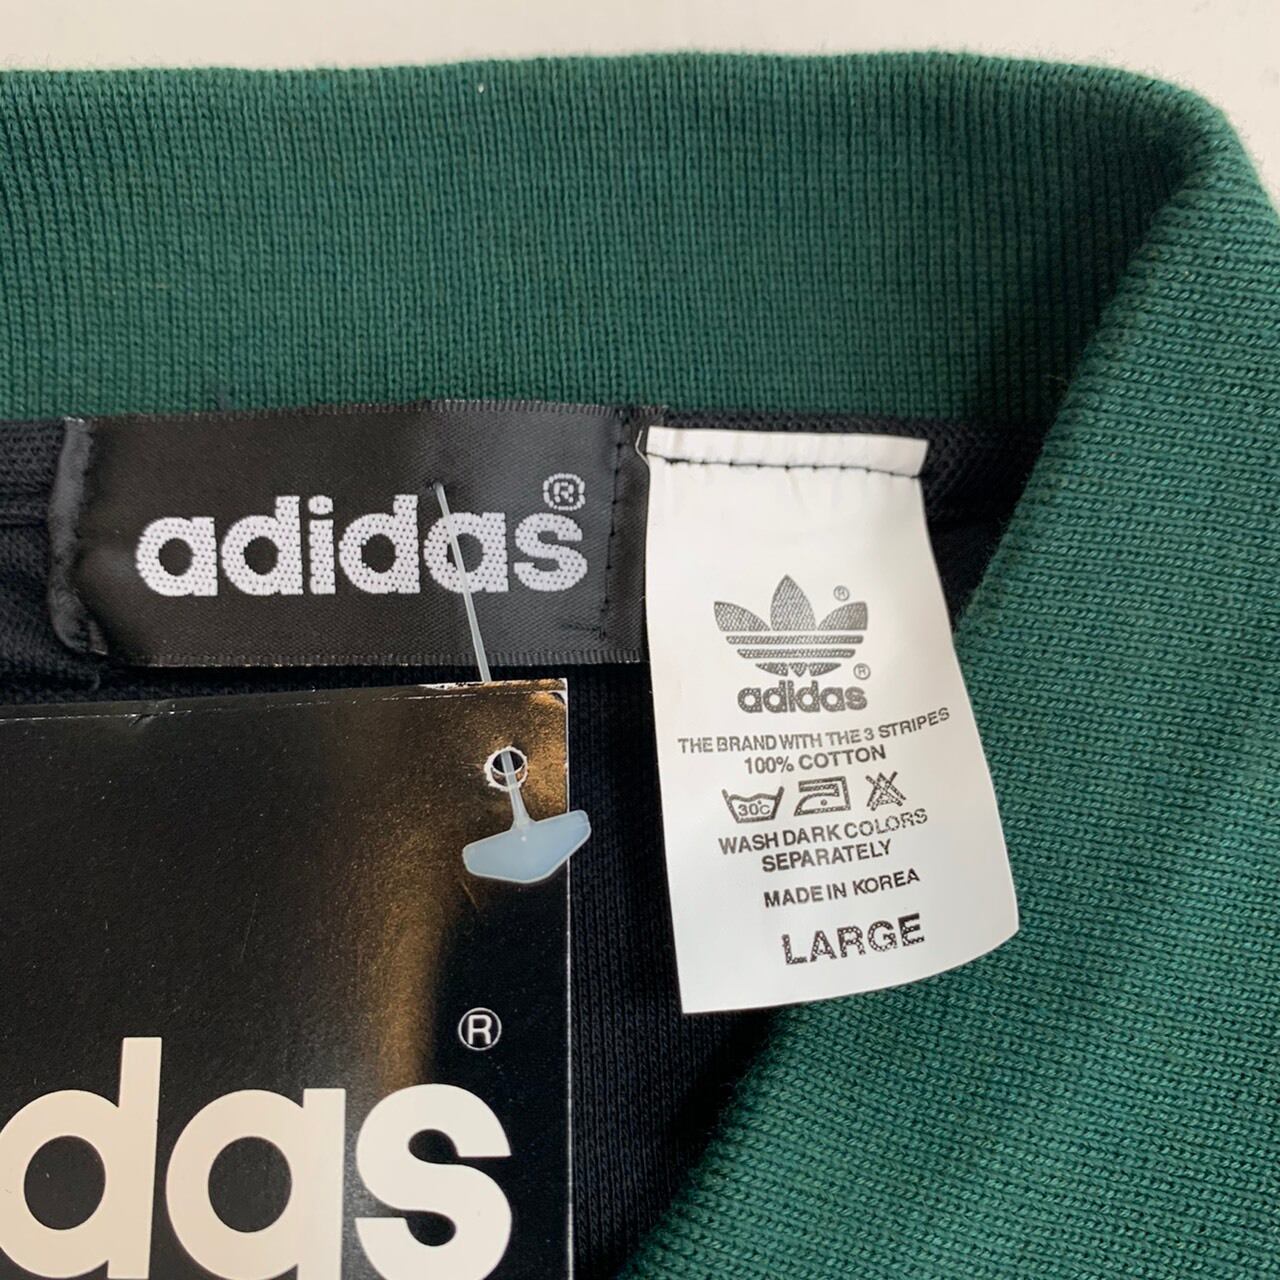 adidas®
®
®
adidas
THE BRAND WITH THE 3 STRIPES
100% COTTON
30°C
WASH DARK COLORS
SEPARATELY
MADE IN KOREA
LARGE
®
das